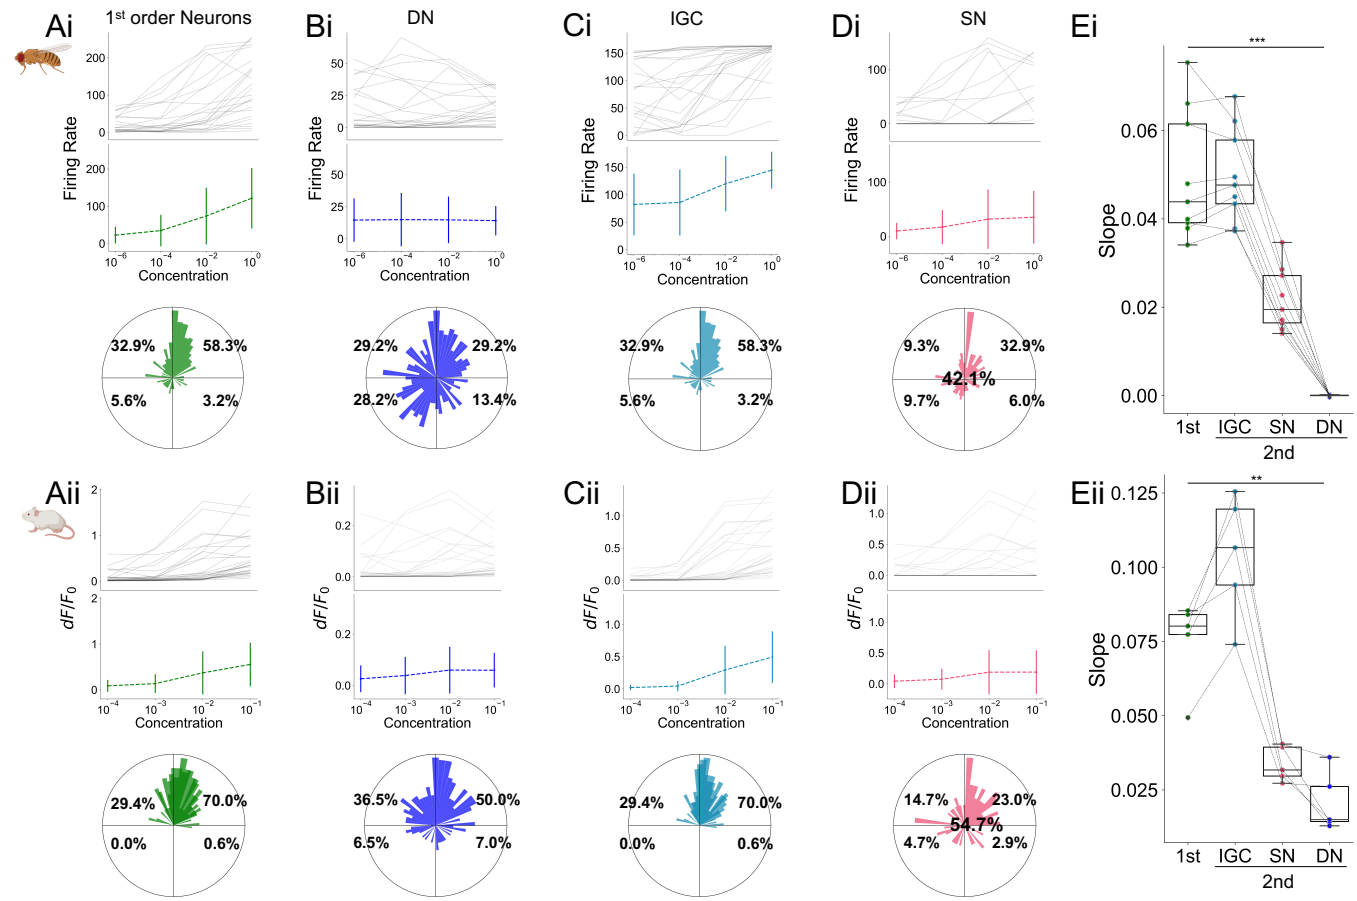 Ai
1st order Neurons
Bi
DN
Ci
IGC
Di
SN
Ei
Firing Rate
200
100
0
200
100
0
10⁻⁶ 10⁻⁴ 10⁻² 10⁰
Concentration
Firing Rate
50
25
0
50
25
0
10⁻⁶ 10⁻⁴ 10⁻² 10⁰
Concentration
Firing Rate
150
100
50
0
150
100
50
0
10⁻⁶ 10⁻⁴ 10⁻² 10⁰
Concentration
Firing Rate
100
0
100
0
10⁻⁶ 10⁻⁴ 10⁻² 10⁰
Concentration
32.9% 58.3%
5.6% 3.2%
29.2% 29.2%
28.2% 13.4%
32.9% 58.3%
5.6% 3.2%
9.3% 32.9%
42.1%
9.7% 6.0%
***
Slope
0.06
0.04
0.02
0.00
1st IGC SN DN
2nd
Aii
Bii
Cii
Dii
Eii
dF/F₀
2
1
0
2
1
0
10⁻⁴ 10⁻³ 10⁻² 10⁻¹
Concentration
dF/F₀
0.2
0.0
0.2
0.0
10⁻⁴ 10⁻³ 10⁻² 10⁻¹
Concentration
dF/F₀
1.0
0.5
0.0
1.0
0.5
0.0
10⁻⁴ 10⁻³ 10⁻² 10⁻¹
Concentration
dF/F₀
1.0
0.5
0.0
1.0
0.5
0.0
10⁻⁴ 10⁻³ 10⁻² 10⁻¹
Concentration
29.4% 70.0%
0.0% 0.6%
36.5% 50.0%
6.5% 7.0%
29.4% 70.0%
0.0% 0.6%
14.7% 23.0%
54.7%
4.7% 2.9%
**
Slope
0.125
0.100
0.075
0.050
0.025
1st IGC SN DN
2nd